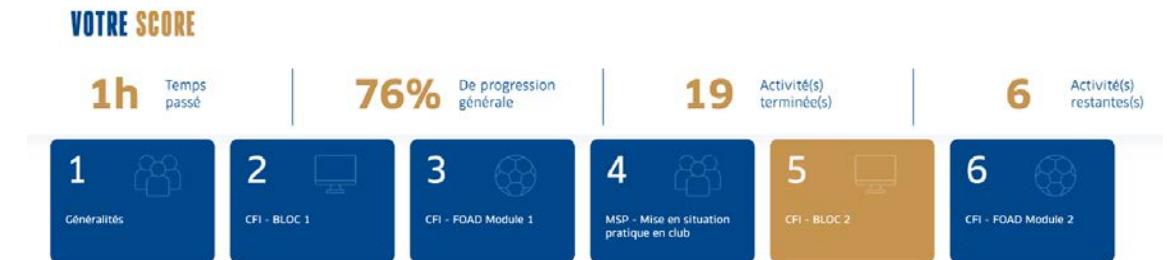 VOTRE SCORE
1h Temps passé
76% De progression générale
19 Activité(s) terminée(s)
6 Activité(s) restantes(s)
1
Généralités
2
CFI - BLOC 1
3
CFI - FOAD Module 1
4
MSP - Mise en situation
pratique en club
5
CFI - BLOC 2
6
CFI - FOAD Module 2